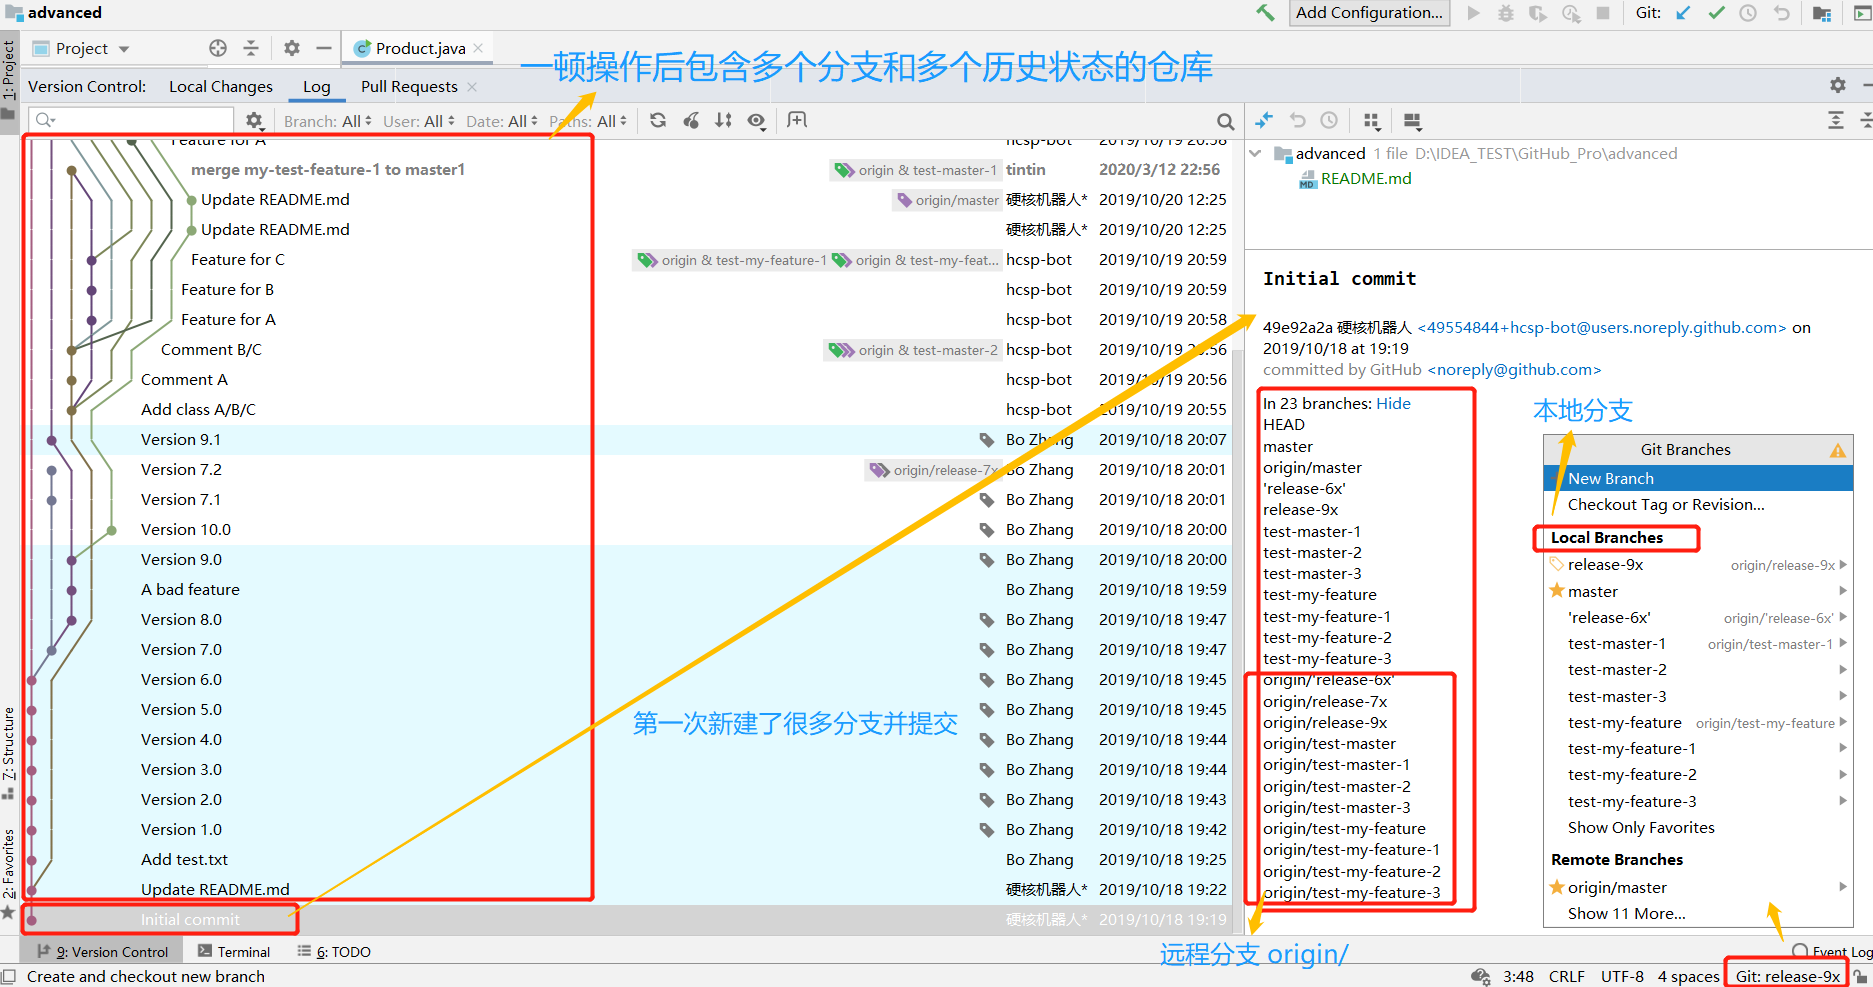 advanced
Add Configuration...
Git:
1: Project
Project
Product.java
一顿操作后包含多个分支和多个历史状态的仓库
Version Control:
Local Changes
Log
Pull Requests
Branch: All
User: All
Date: All
Paths: All
Feature for A
hcsp-bot 2019/10/19 20:58
merge my-test-feature-1 to master1
origin & test-master-1
tintin
2020/3/12 22:56
Update README.md
origin/master
硬核机器人*
2019/10/20 12:25
Update README.md
硬核机器人*
2019/10/20 12:25
Feature for C
origin & test-my-feature-1
origin & test-my-feat...
hcsp-bot
2019/10/19 20:59
Feature for B
hcsp-bot
2019/10/19 20:59
Feature for A
hcsp-bot
2019/10/19 20:58
Comment B/C
origin & test-master-2
hcsp-bot
2019/10/19 20:56
Comment A
hcsp-bot
2019/10/19 20:56
Add class A/B/C
hcsp-bot
2019/10/19 20:55
Version 9.1
Bo Zhang
2019/10/18 20:07
Version 7.2
origin/release-7x
Bo Zhang
2019/10/18 20:01
Version 7.1
Bo Zhang
2019/10/18 20:01
Version 10.0
Bo Zhang
2019/10/18 20:00
Version 9.0
Bo Zhang
2019/10/18 20:00
A bad feature
Bo Zhang
2019/10/18 19:59
Version 8.0
Bo Zhang
2019/10/18 19:47
Version 7.0
Bo Zhang
2019/10/18 19:47
Version 6.0
Bo Zhang
2019/10/18 19:45
Version 5.0
Bo Zhang
2019/10/18 19:45
第一次新建了很多分支并提交
Version 4.0
Bo Zhang
2019/10/18 19:44
Version 3.0
Bo Zhang
2019/10/18 19:44
Version 2.0
Bo Zhang
2019/10/18 19:43
Version 1.0
Bo Zhang
2019/10/18 19:42
Add test.txt
Bo Zhang
2019/10/18 19:25
Update README.md
硬核机器人*
2019/10/18 19:22
Initial commit
硬核机器人*
2019/10/18 19:19
7: Structure
2: Favorites
advanced 1 file D:\IDEA_TEST\GitHub_Pro\advanced
MD
README.md
Initial commit
49e92a2a 硬核机器人 <49554844+hcsp-bot@users.noreply.github.com> on
2019/10/18 at 19:19
committed by GitHub <noreply@github.com>
In 23 branches: Hide
HEAD
master
origin/master
'release-6x'
release-9x
test-master-1
test-master-2
test-master-3
test-my-feature
test-my-feature-1
test-my-feature-2
test-my-feature-3
origin/'release-6x'
origin/release-7x
origin/release-9x
origin/test-master
origin/test-master-1
origin/test-master-2
origin/test-master-3
origin/test-my-feature
origin/test-my-feature-1
origin/test-my-feature-2
origin/test-my-feature-3
远程分支 origin/
本地分支
Git Branches
New Branch
Checkout Tag or Revision...
Local Branches
release-9x origin/release-9x
master
'release-6x' origin/'release-6x'
test-master-1 origin/test-master-1
test-master-2
test-master-3
test-my-feature origin/test-my-feature
test-my-feature-1
test-my-feature-2
test-my-feature-3
Show Only Favorites
Remote Branches
origin/master
Show 11 More...
9: Version Control
Terminal
6: TODO
Event Log
Create and checkout new branch
3:48
CRLF
UTF-8
4 spaces
Git: release-9x